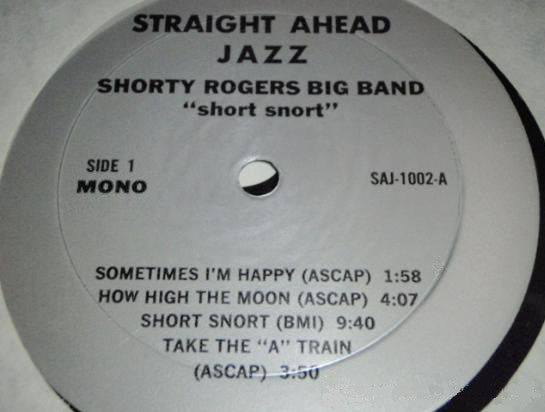 STRAIGHT AHEAD
JAZZ
SHORTY ROGERS BIG BAND
"short snort"
SIDE 1
MONO
SAJ-1002-A
SOMETIMES I'M HAPPY (ASCAP) 1:58
HOW HIGH THE MOON (ASCAP) 4:07
SHORT SNORT (BMI) 9:40
TAKE THE "A" TRAIN
(ASCAP) 3:50